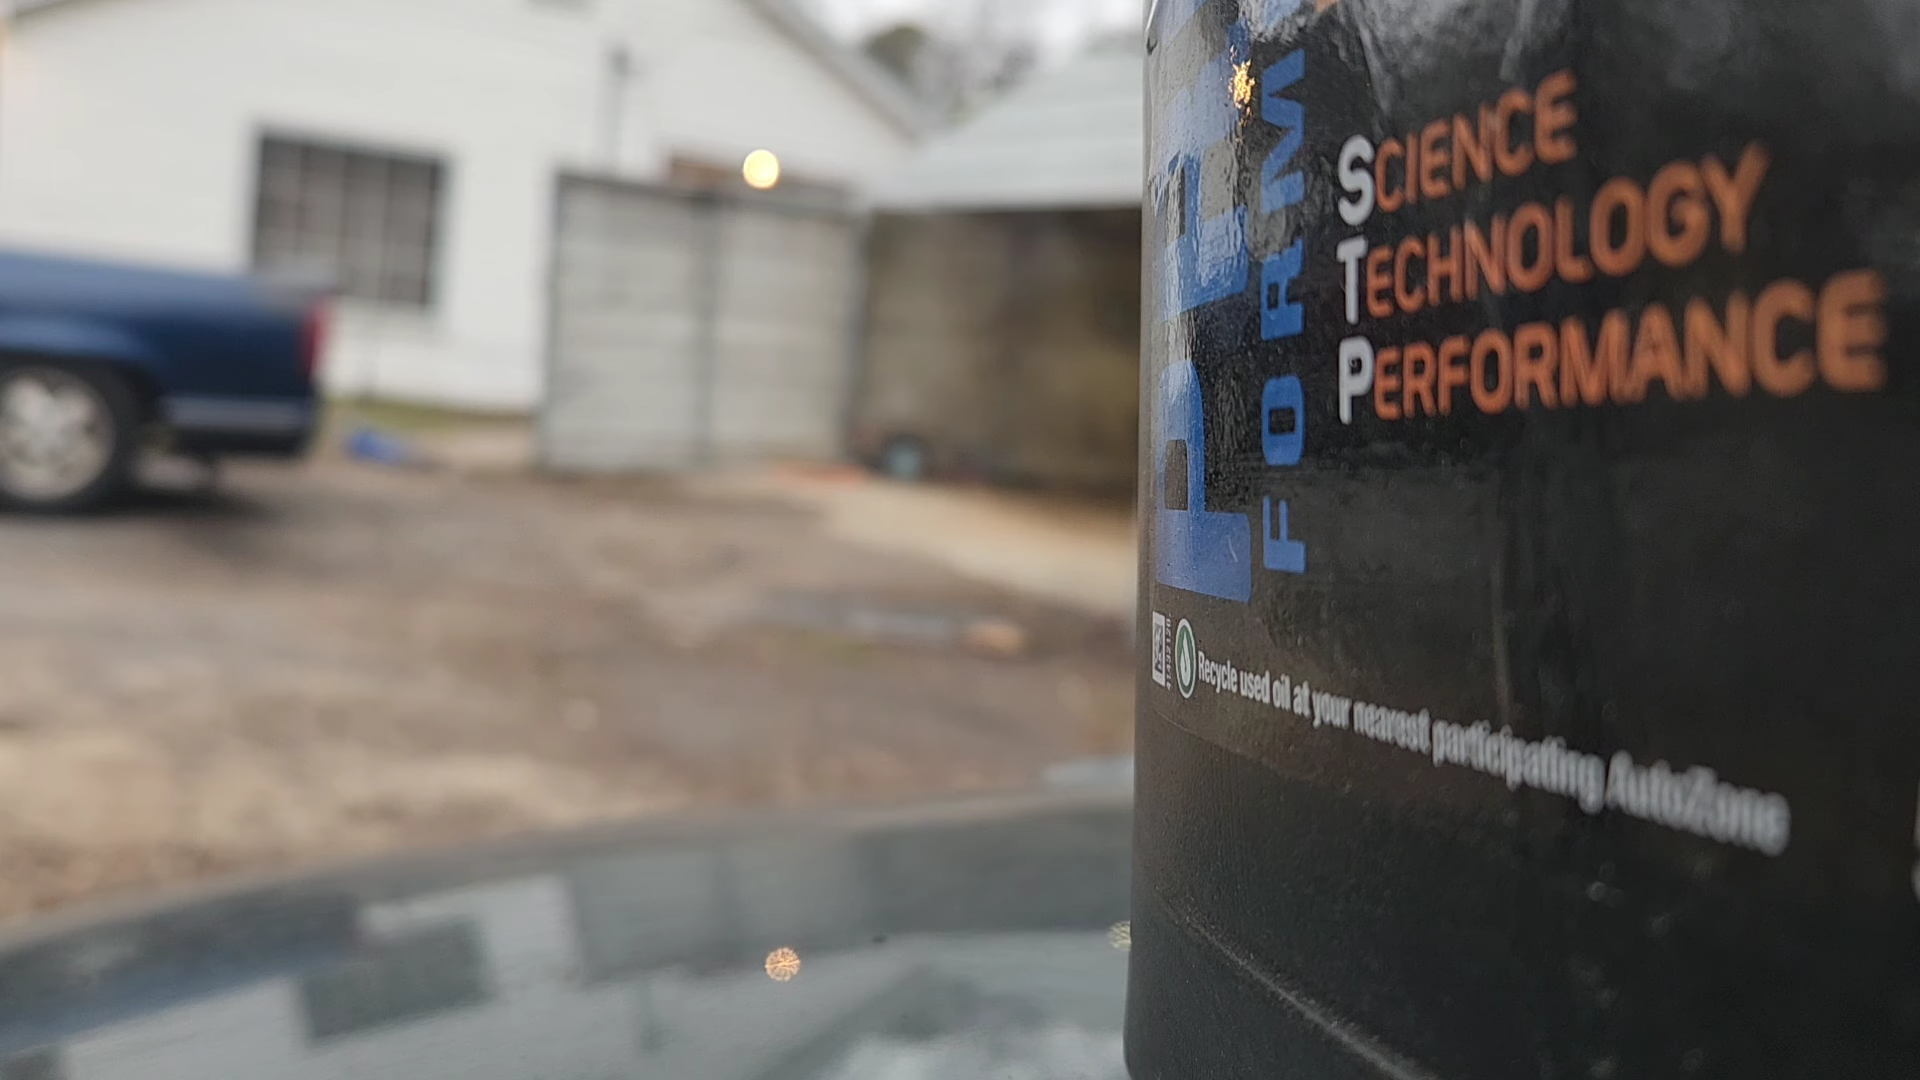 SCIENCE
TECHNOLOGY
PERFORMANCE
FORM
Recycle used oil at your nearest participating AutoZone